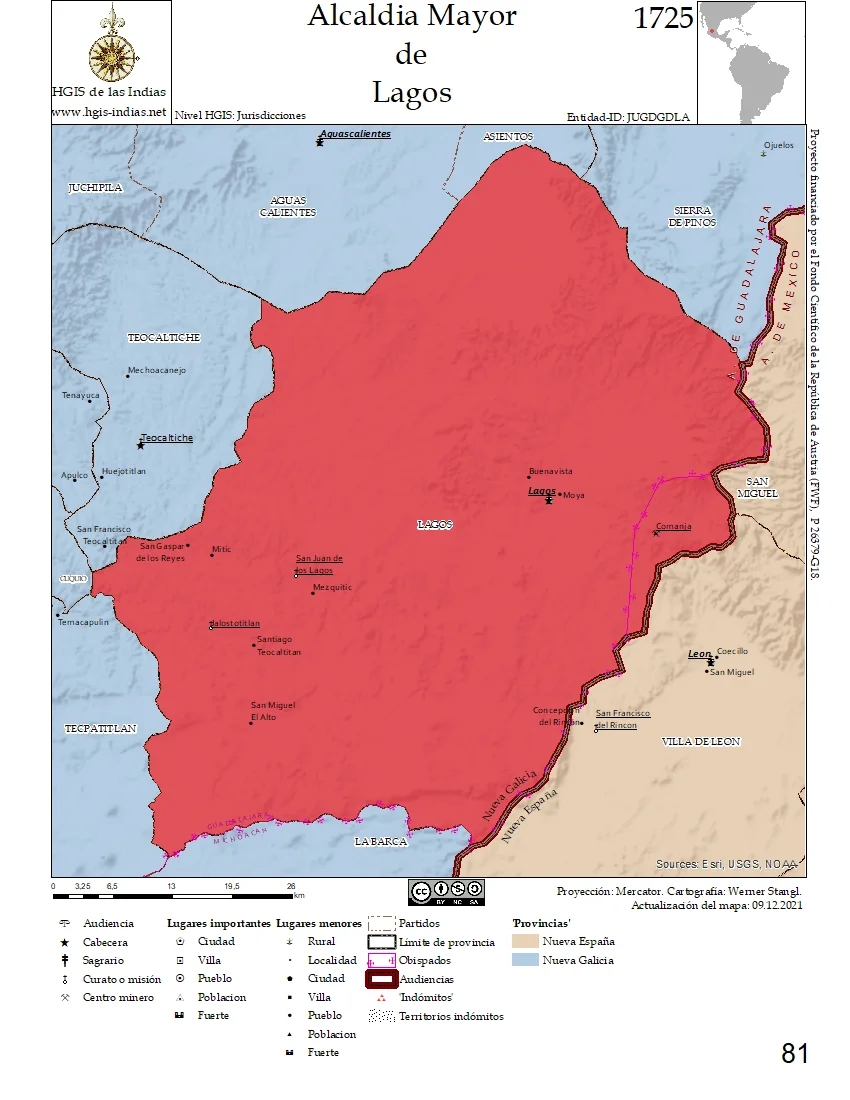 Alcaldia Mayor
de
Lagos
1725
HGIS de las Indias
www.hgis-indias.net
Nivel HGIS: Jurisdicciones
Entidad-ID: JUGDGDLA
Aguascalientes
ASIENTOS
Ojuelos
JUCHIPILA
AGUAS
CALIENTES
SIERRA
DE PINOS
A. DE GUADALAJARA
A. DE MEXICO
TEOCALTICHE
Mechoacanejo
Tenayuca
Teocaltiche
Apulco
Huejotitlan
Buenavista
Lagos
Moya
SAN
MIGUEL
LAGOS
Comanja
San Francisco
Teocaltitan
San Gaspar
de los Reyes
Mitic
San Juan de
los Lagos
CUQUIO
Mezquitic
Temacapulin
Jalostotitlan
Santiago
Teocaltitan
Leon
Coecillo
San Miguel
San Miguel
El Alto
Concepcion
del Rincon
San Francisco
del Rincon
TECPATITLAN
VILLA DE LEON
Nueva Galicia
Nueva España
GUADALAJARA
MICHOACAN
LA BARCA
Sources: Esri, USGS, NOAA
Proyecto financiado por el Fondo Científico de la República de Austria (FWF), P 26379-G18.
0 3,25 6,5 13 19,5 26
km
CC BY NC SA
Proyección: Mercator. Cartografía: Werner Stangl.
Actualización del mapa: 09.12.2021
Audiencia
Cabecera
Sagrario
Curato o misión
Centro minero
Lugares importantes
Ciudad
Villa
Pueblo
Poblacion
Fuerte
Lugares menores
Rural
Localidad
Ciudad
Villa
Pueblo
Poblacion
Fuerte
Partidos
Límite de provincia
Obispados
Audiencias
'Indómitos'
Territorios indómitos
'Provincias'
Nueva España
Nueva Galicia
81